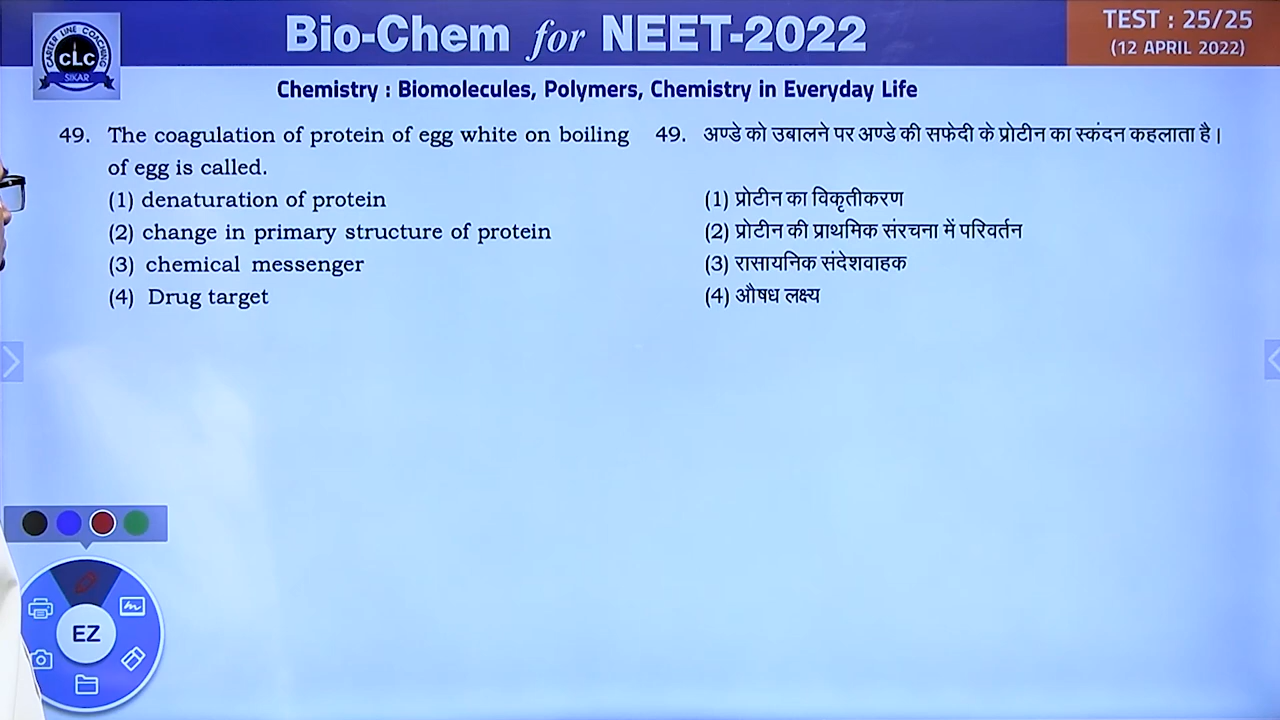 CAREER LINE COACHING
CLC
SIKAR
Bio-Chem for NEET-2022
TEST : 25/25
(12 APRIL 2022)
Chemistry : Biomolecules, Polymers, Chemistry in Everyday Life
49. The coagulation of protein of egg white on boiling
of egg is called.
(1) denaturation of protein
(2) change in primary structure of protein
(3) chemical messenger
(4) Drug target
49. अण्डे को उबालने पर अण्डे की सफेदी के प्रोटीन का स्कंदन कहलाता है।
(1) प्रोटीन का विकृतीकरण
(2) प्रोटीन की प्राथमिक संरचना में परिवर्तन
(3) रासायनिक संदेशवाहक
(4) औषध लक्ष्य
EZ